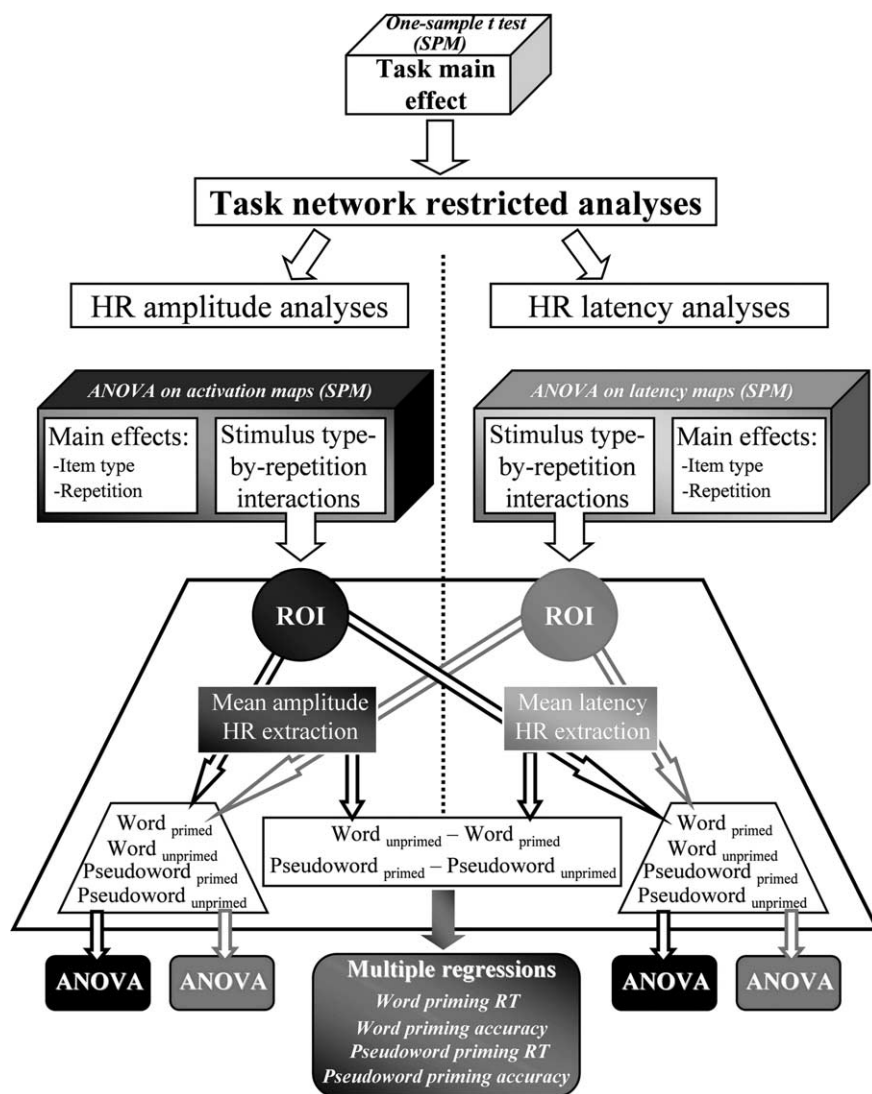 One-sample t test
(SPM)
Task main
effect
Task network restricted analyses
HR amplitude analyses
HR latency analyses
ANOVA on activation maps (SPM)
Main effects:
-Item type
-Repetition
Stimulus type-
by-repetition
interactions
ANOVA on latency maps (SPM)
Stimulus type-
by-repetition
interactions
Main effects:
-Item type
-Repetition
ROI
ROI
Mean amplitude
HR extraction
Mean latency
HR extraction
Word primed
Word unprimed
Pseudoword primed
Pseudoword unprimed
Word unprimed – Word primed
Pseudoword primed – Pseudoword unprimed
Word primed
Word unprimed
Pseudoword primed
Pseudoword unprimed
ANOVA
ANOVA
Multiple regressions
Word priming RT
Word priming accuracy
Pseudoword priming RT
Pseudoword priming accuracy
ANOVA
ANOVA